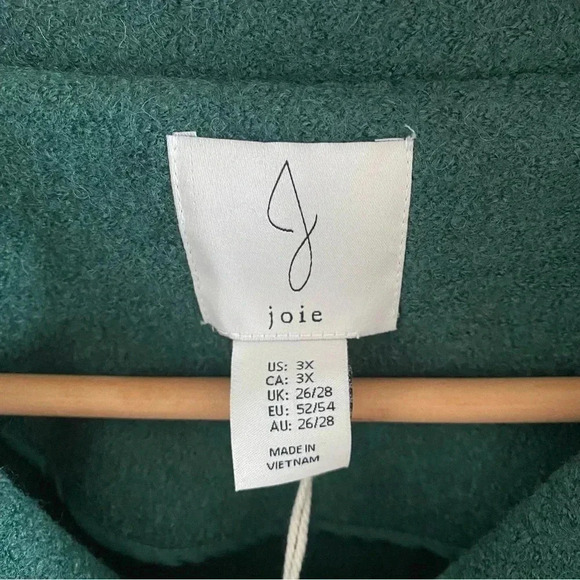 J
joie
US: 3X
CA: 3X
UK: 26/28
EU: 52/54
AU: 26/28
MADE IN
VIETNAM